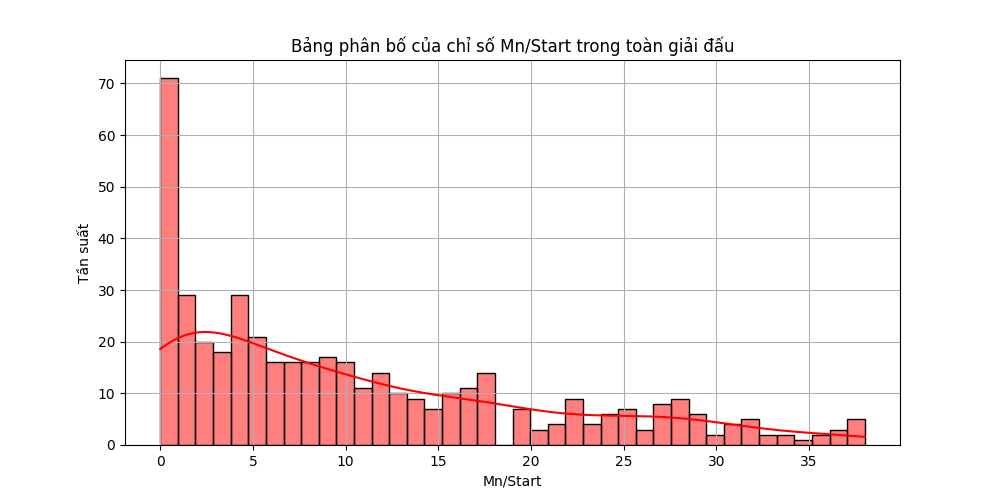 Bảng phân bố của chỉ số Mn/Start trong toàn giải đấu
Tần suất
70
60
50
40
30
20
10
0
0 5 10 15 20 25 30 35
Mn/Start